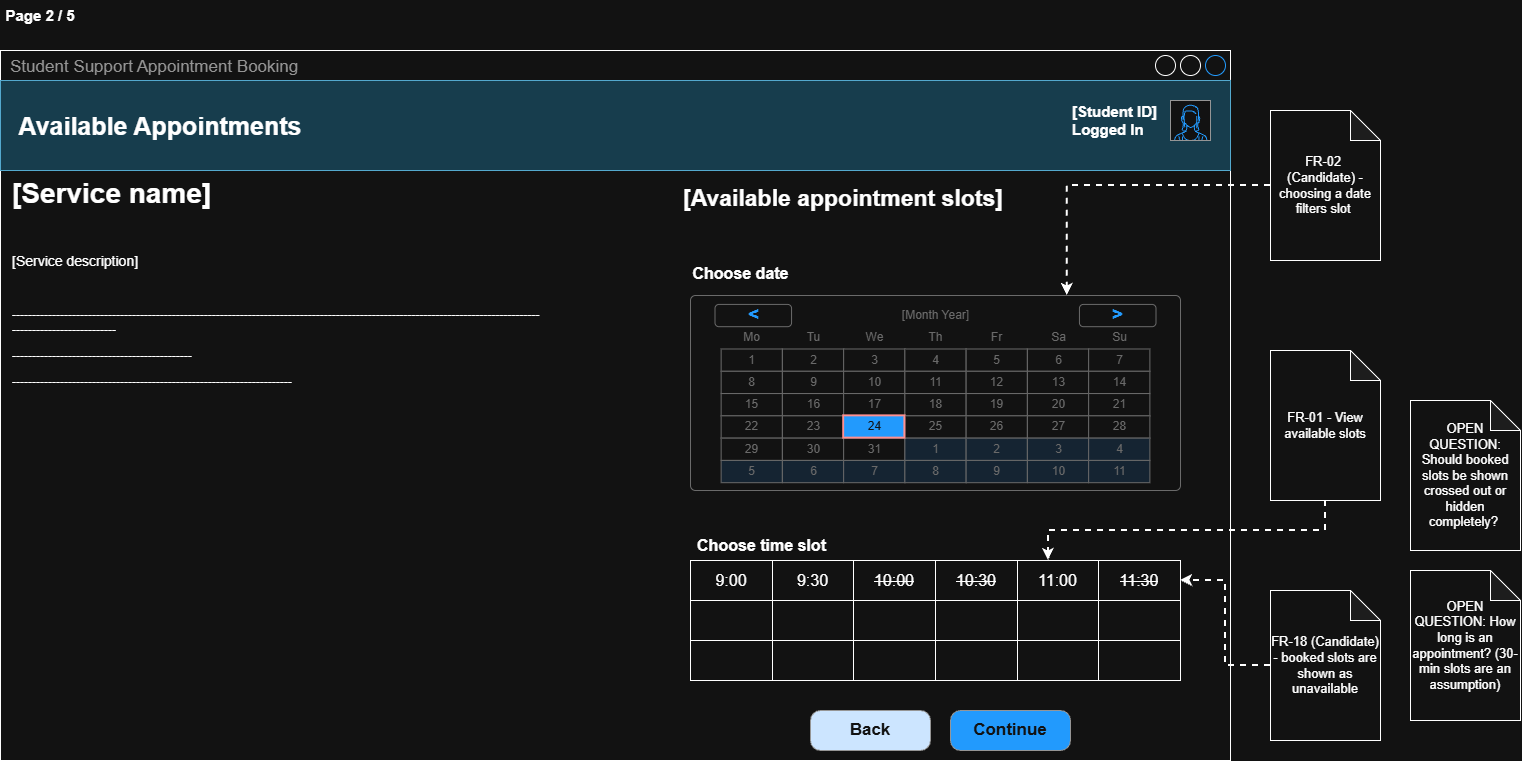 Page 2 / 5
Student Support Appointment Booking
Available Appointments
[Student ID]
Logged In
[Service name]
[Service description]
[Available appointment slots]
Choose date
< [Month Year] >
Mo Tu We Th Fr Sa Su
1 2 3 4 5 6 7
8 9 10 11 12 13 14
15 16 17 18 19 20 21
22 23 24 25 26 27 28
29 30 31 1 2 3 4
5 6 7 8 9 10 11
Choose time slot
9:00 9:30 10:00 10:30 11:00 11:30
Back Continue
FR-02
(Candidate) -
choosing a date
filters slot
FR-01 - View
available slots
OPEN
QUESTION:
Should booked
slots be shown
crossed out or
hidden
completely?
FR-18 (Candidate)
- booked slots are
shown as
unavailable
OPEN
QUESTION: How
long is an
appointment? (30-
min slots are an
assumption)